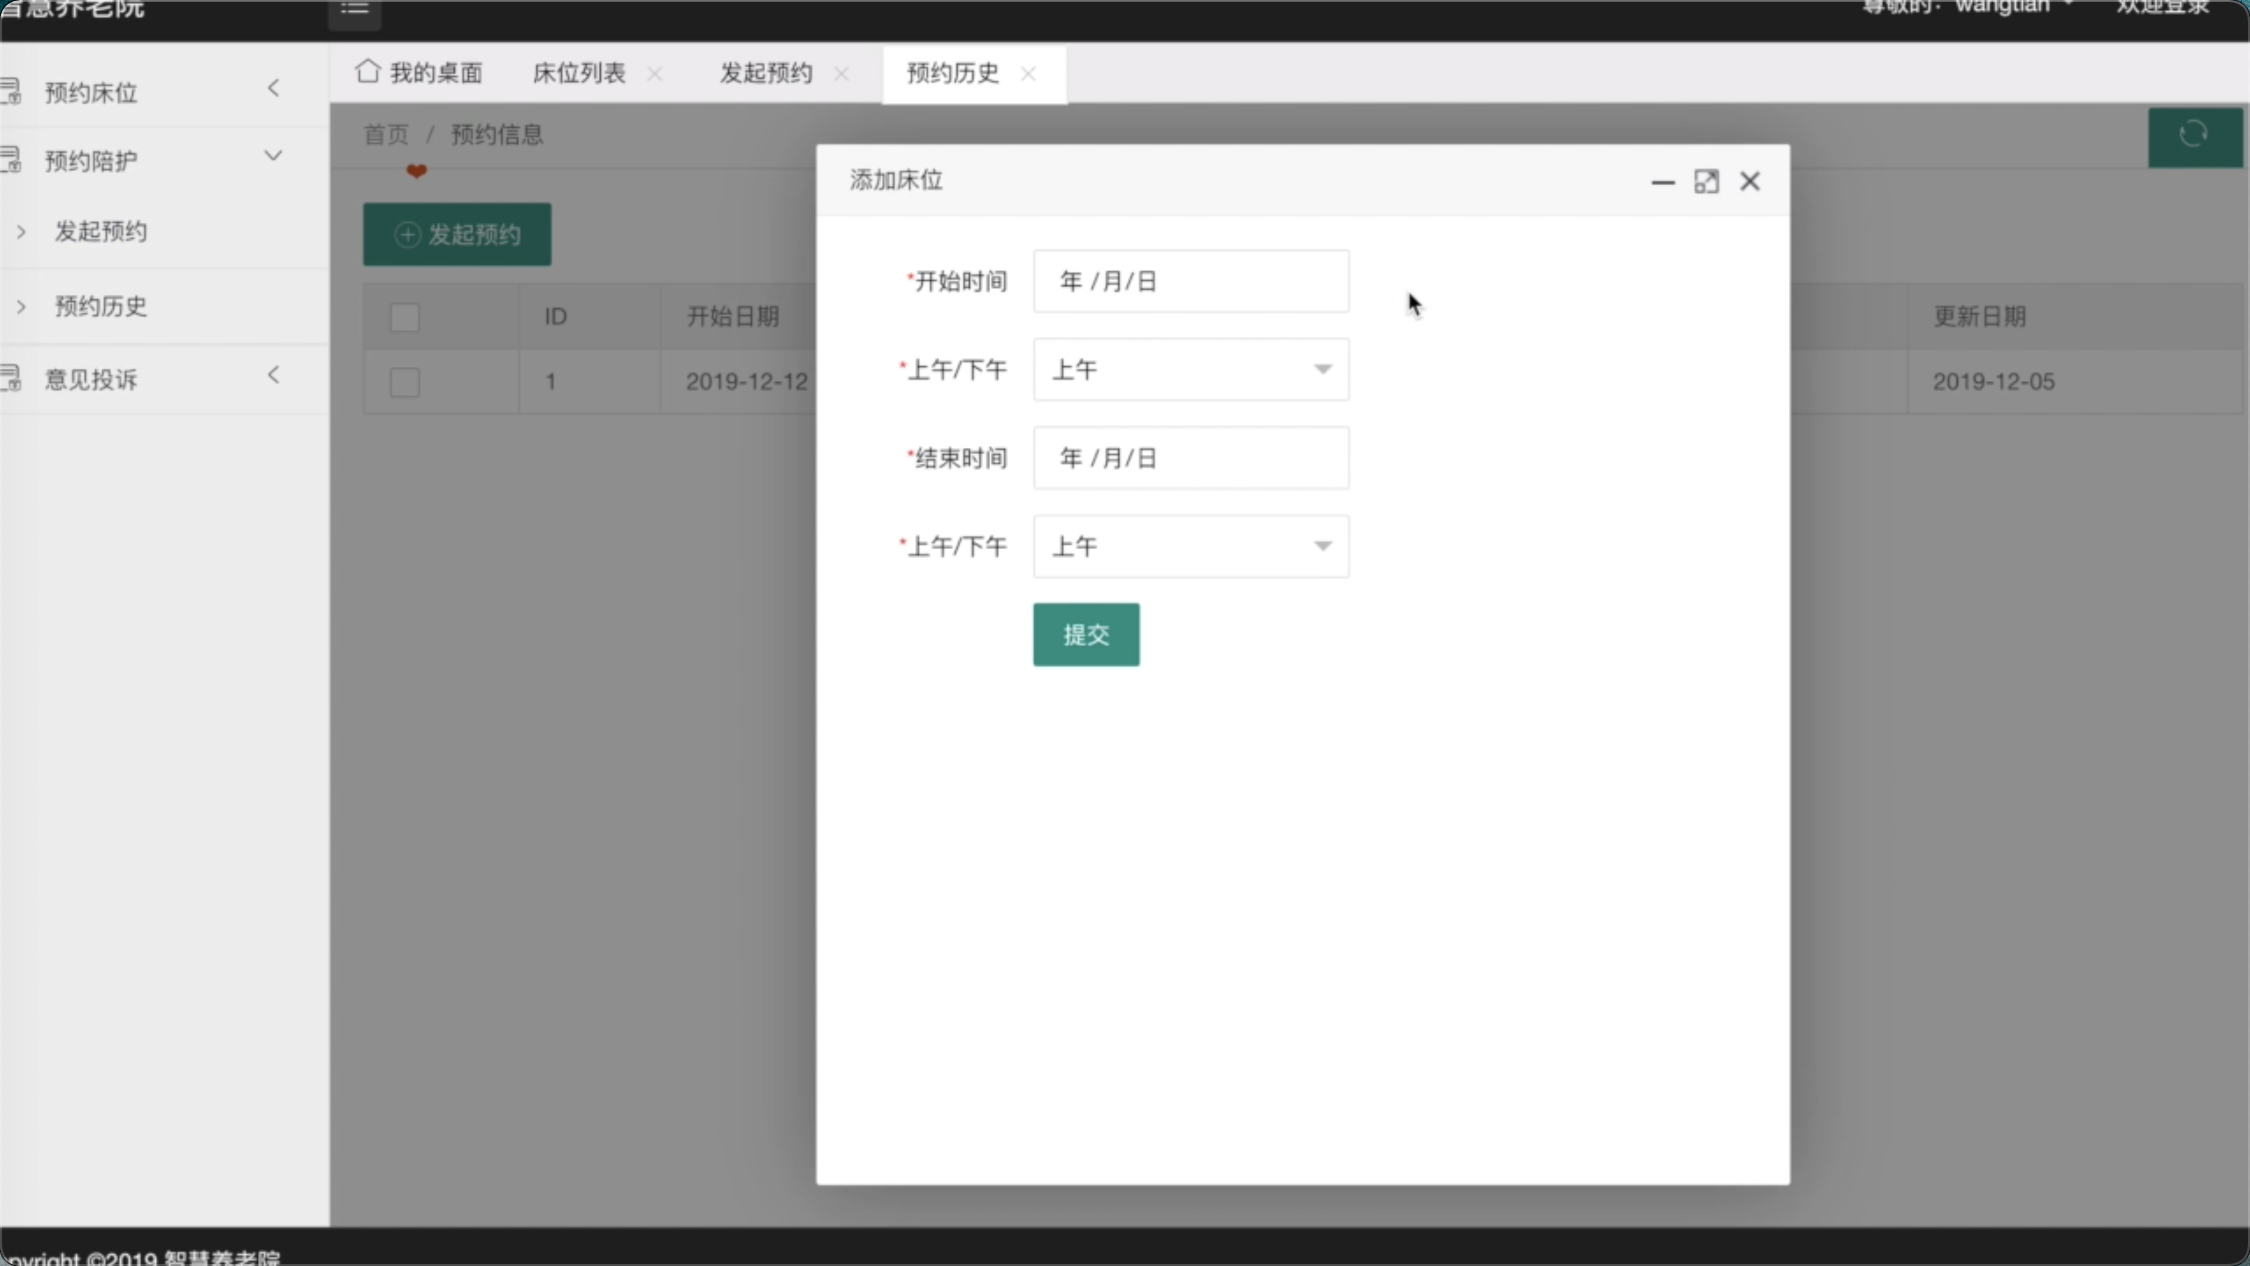 智慧养老院
尊敬的：wangtian
欢迎登录
预约床位
预约陪护
发起预约
预约历史
意见投诉
我的桌面
床位列表
发起预约
预约历史
首页 / 预约信息
发起预约
ID
开始日期
更新日期
1
2019-12-12
2019-12-05
添加床位
*开始时间
年 /月/日
*上午/下午
上午
*结束时间
年 /月/日
*上午/下午
上午
提交
pyright ©2019 智慧养老院